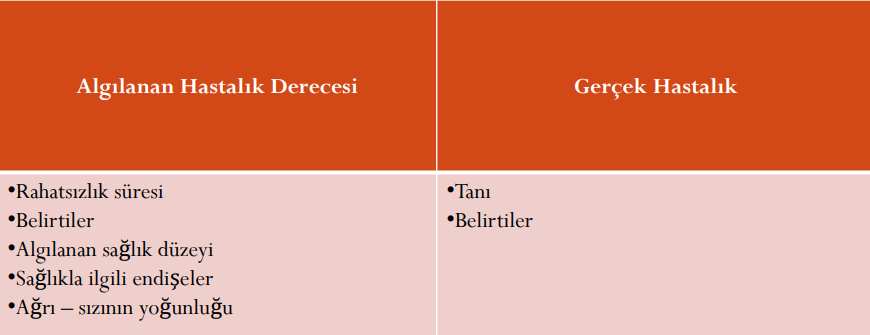 Algılanan Hastalık Derecesi
Gerçek Hastalık
•Rahatsızlık süresi
•Belirtiler
•Algılanan sağlık düzeyi
•Sağlıkla ilgili endişeler
•Ağrı – sızının yoğunluğu
•Tanı
•Belirtiler